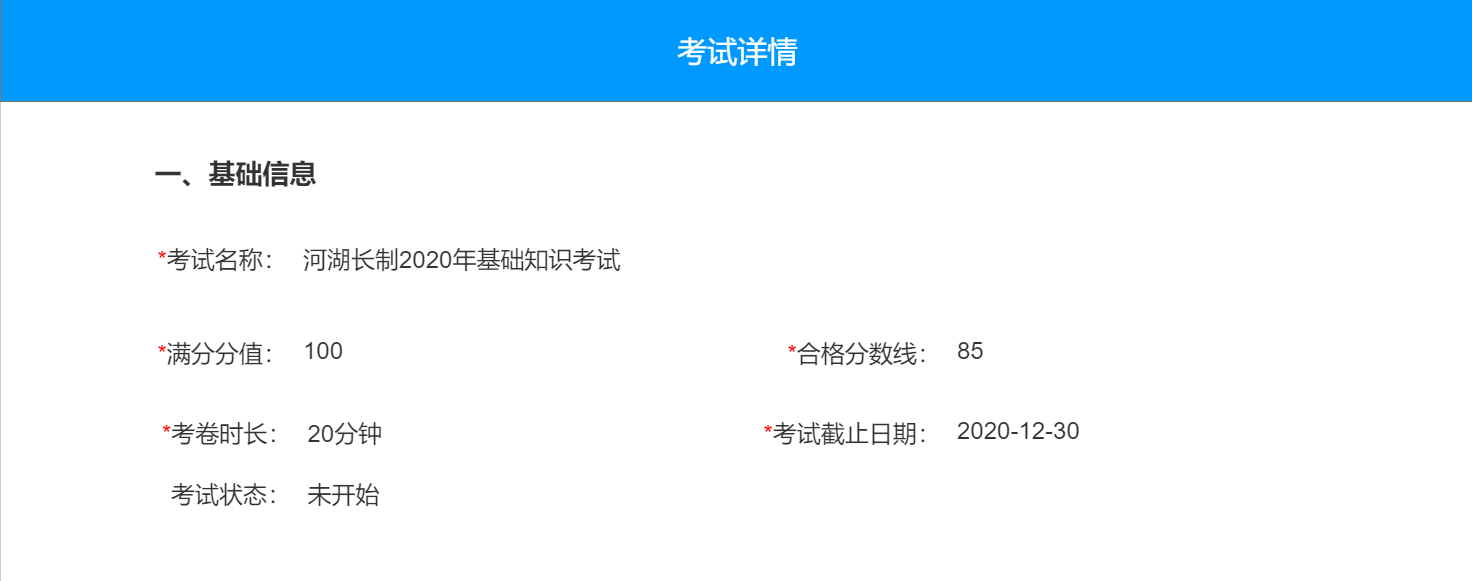 考试详情
一、基础信息
*考试名称： 河湖长制2020年基础知识考试
*满分分值： 100 *合格分数线： 85
*考卷时长： 20分钟 *考试截止日期： 2020-12-30
考试状态： 未开始